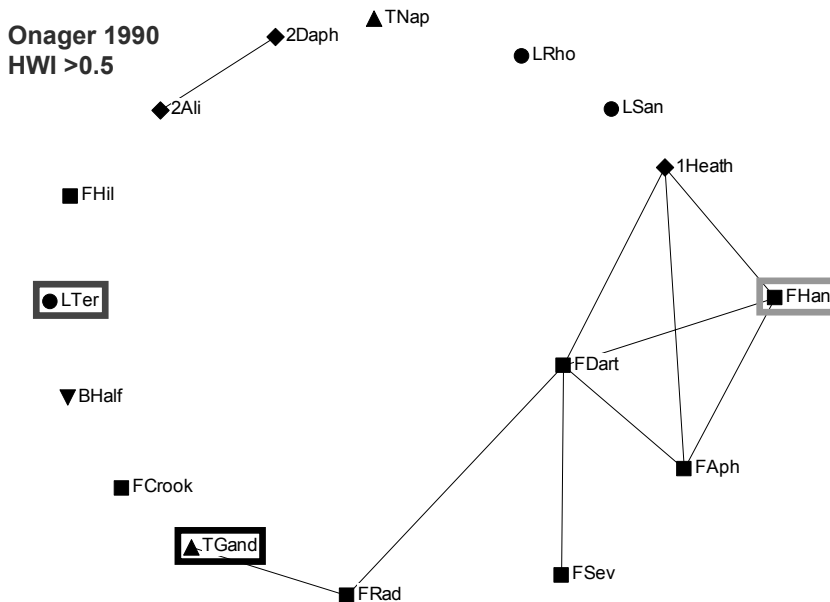 Onager 1990
HWI >0.5
TNap
2Daph
LRho
LSan
2Ali
1Heath
FHil
LTer
FHan
FDart
BHalf
FAph
FCrook
TGand
FSev
FRad